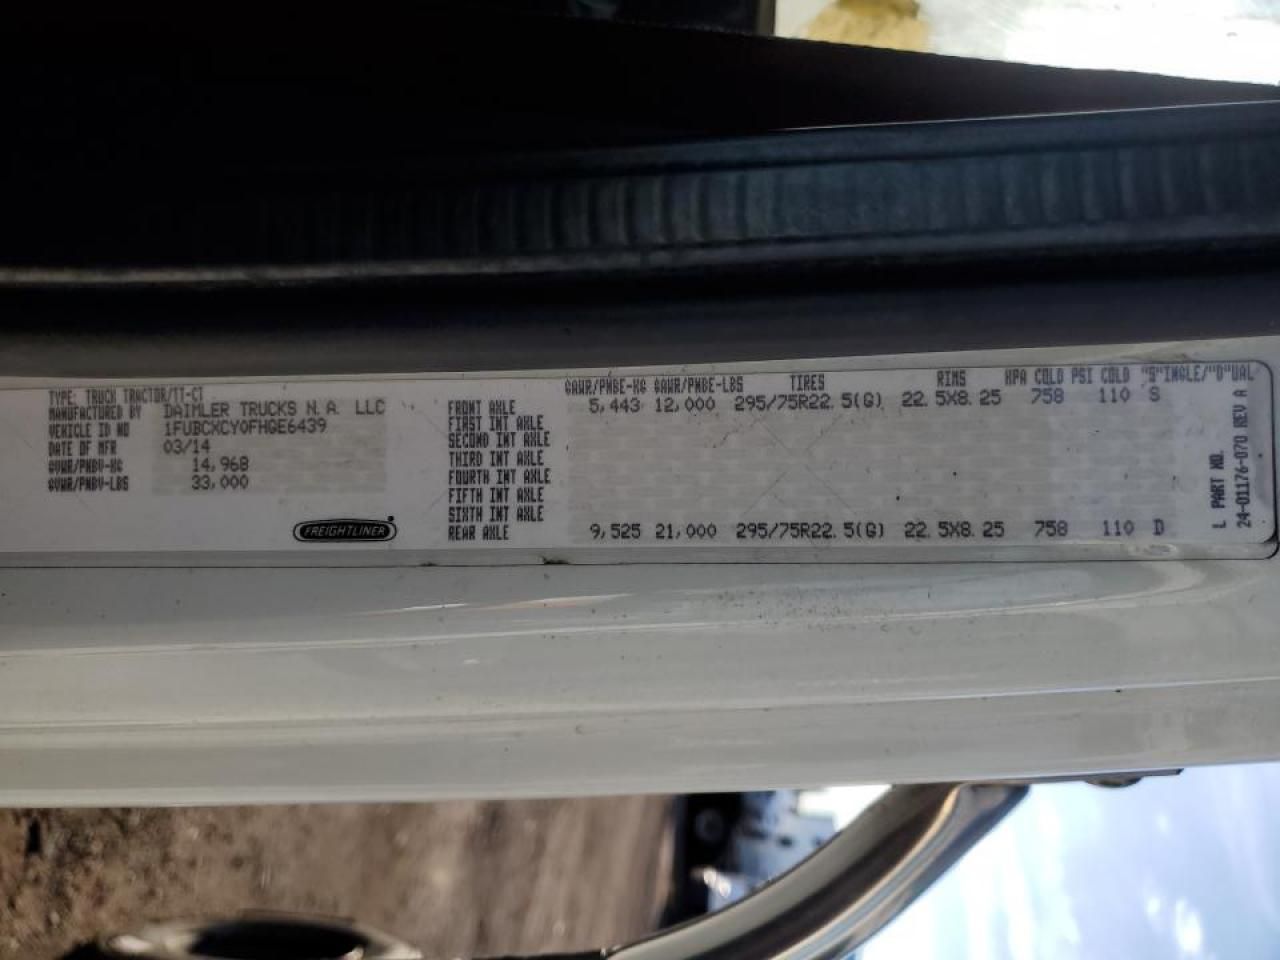 TYPE: TRUCK TRACTOR/TT-CT
MANUFACTURED BY DAIMLER TRUCKS N.A. LLC
VEHICLE ID NO 1FUBCXCY0FHGE6439
DATE OF MFR 03/14
GVWR/PNBV-KG 14,968
GVWR/PNBV-LBS 33,000
FREIGHTLINER
GAWR/PNBE-KG GAWR/PNBE-LBS TIRES RIMS KPA COLD PSI COLD "S"INGLE/"D"UAL
FRONT AXLE 5,443 12,000 295/75R22.5(G) 22.5X8.25 758 110 S
FIRST INT AXLE
SECOND INT AXLE
THIRD INT AXLE
FOURTH INT AXLE
FIFTH INT AXLE
SIXTH INT AXLE
REAR AXLE 9,525 21,000 295/75R22.5(G) 22.5X8.25 758 110 D
L PART NO.
24-01176-070 REV A